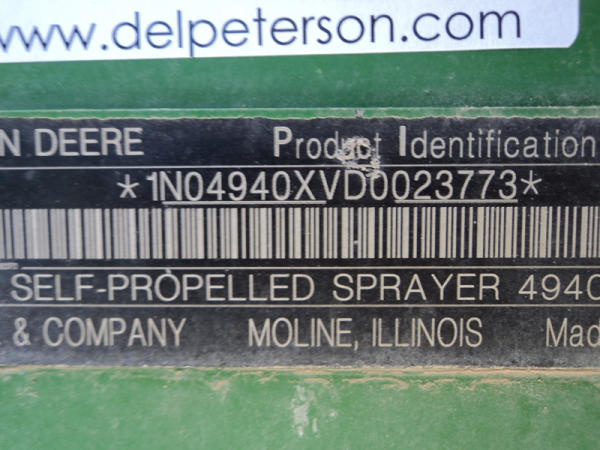 www.delpeterson.com
N DEERE Product Identification
*1N04940XVD0023773*
SELF-PROPELLED SPRAYER 4940
& COMPANY MOLINE, ILLINOIS Mad